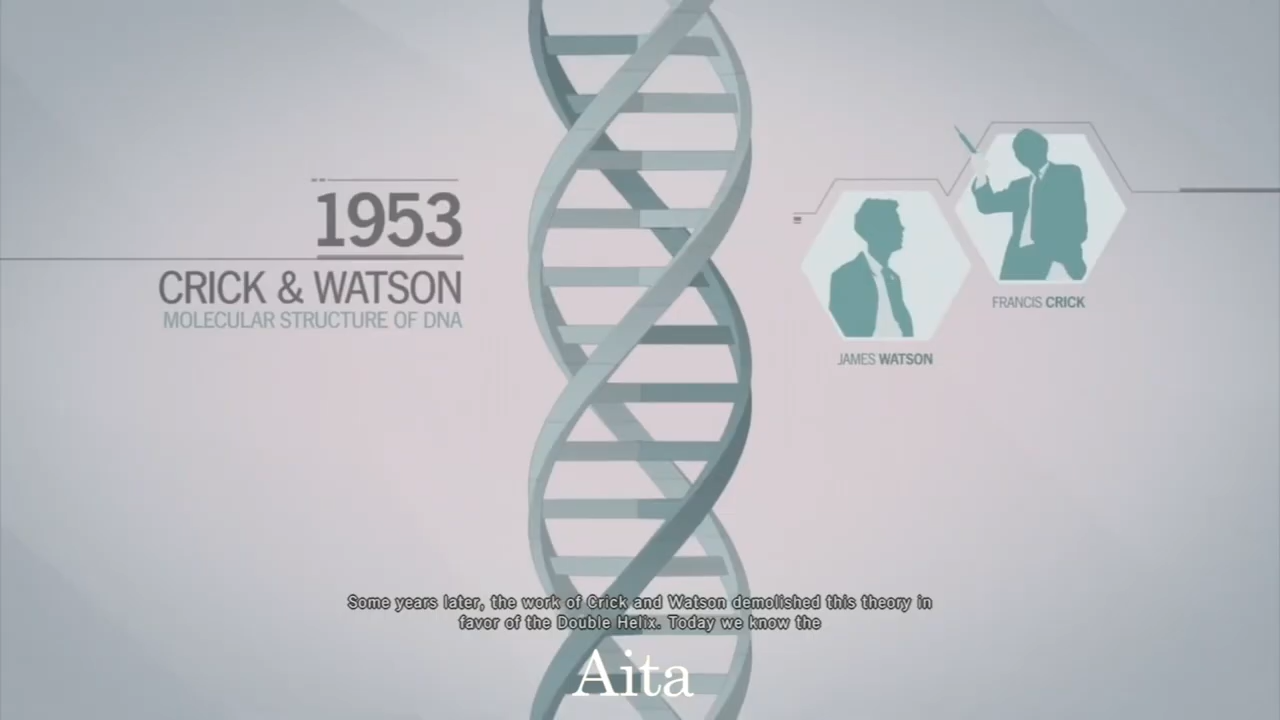 1953
CRICK & WATSON
MOLECULAR STRUCTURE OF DNA
FRANCIS CRICK
JAMES WATSON
Some years later, the work of Crick and Watson demolished this theory in
favor of the Double Helix. Today we know the
Aita